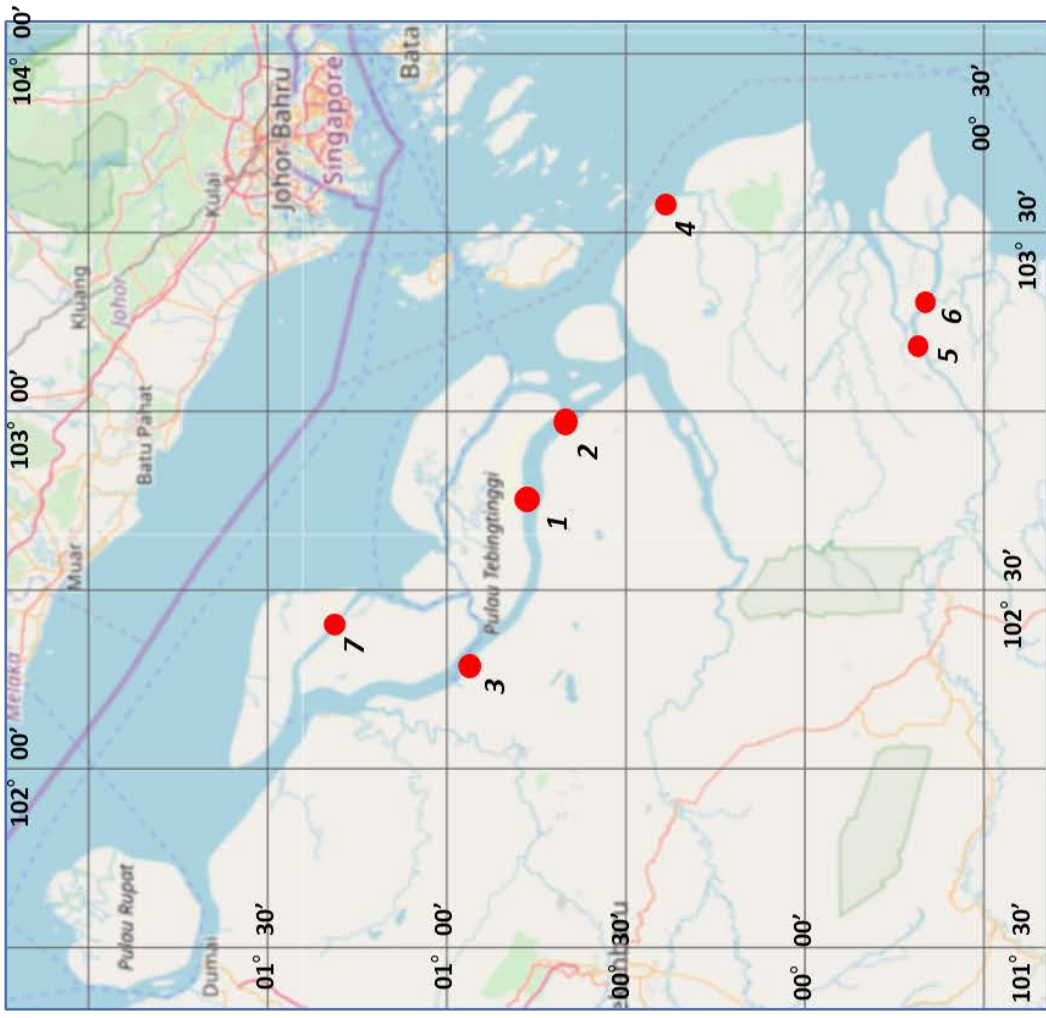 Melaka 102° 00' 103° 00' 104° 00'
Muar
Kluang
Johor
Pulau Rupat
Batu Pahat
Dumai
Kulai
Johor Bahru
01° 30'
Singapore
7
Bata
01° 00'
Pulau Tebingtinggi
3
1
2
00° 30'
4
00° 00'
5
6
00° 30'
101° 30' 102° 30' 103° 30'